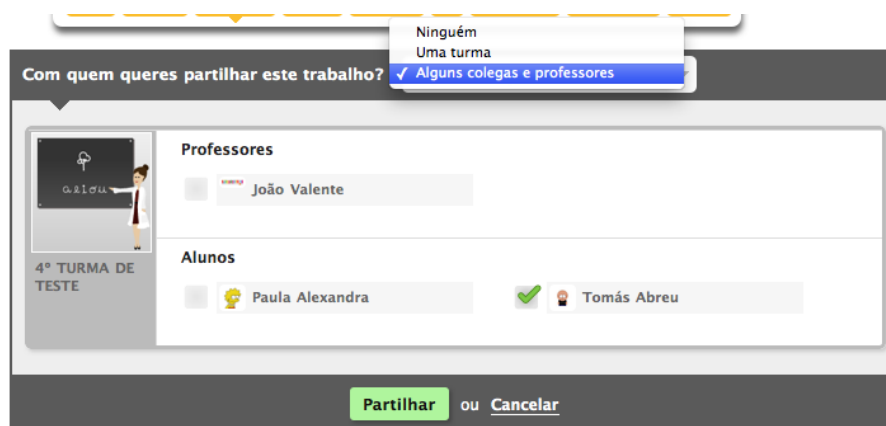 Ninguém
Uma turma
Com quem queres partilhar este trabalho? ✓ Alguns colegas e professores
aeiou
4º TURMA DE
TESTE
Professores
João Valente
Alunos
Paula Alexandra
Tomás Abreu
Partilhar ou Cancelar